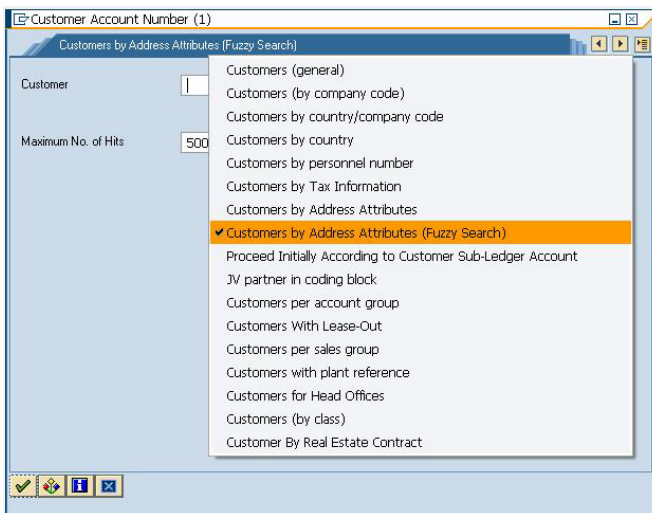 Customer Account Number (1)
Customers by Address Attributes (Fuzzy Search)
Customer
Maximum No. of Hits
500
Customers (general)
Customers (by company code)
Customers by country/company code
Customers by country
Customers by personnel number
Customers by Tax Information
Customers by Address Attributes
Customers by Address Attributes (Fuzzy Search)
Proceed Initially According to Customer Sub-Ledger Account
JV partner in coding block
Customers per account group
Customers With Lease-Out
Customers per sales group
Customers with plant reference
Customers for Head Offices
Customers (by class)
Customer By Real Estate Contract